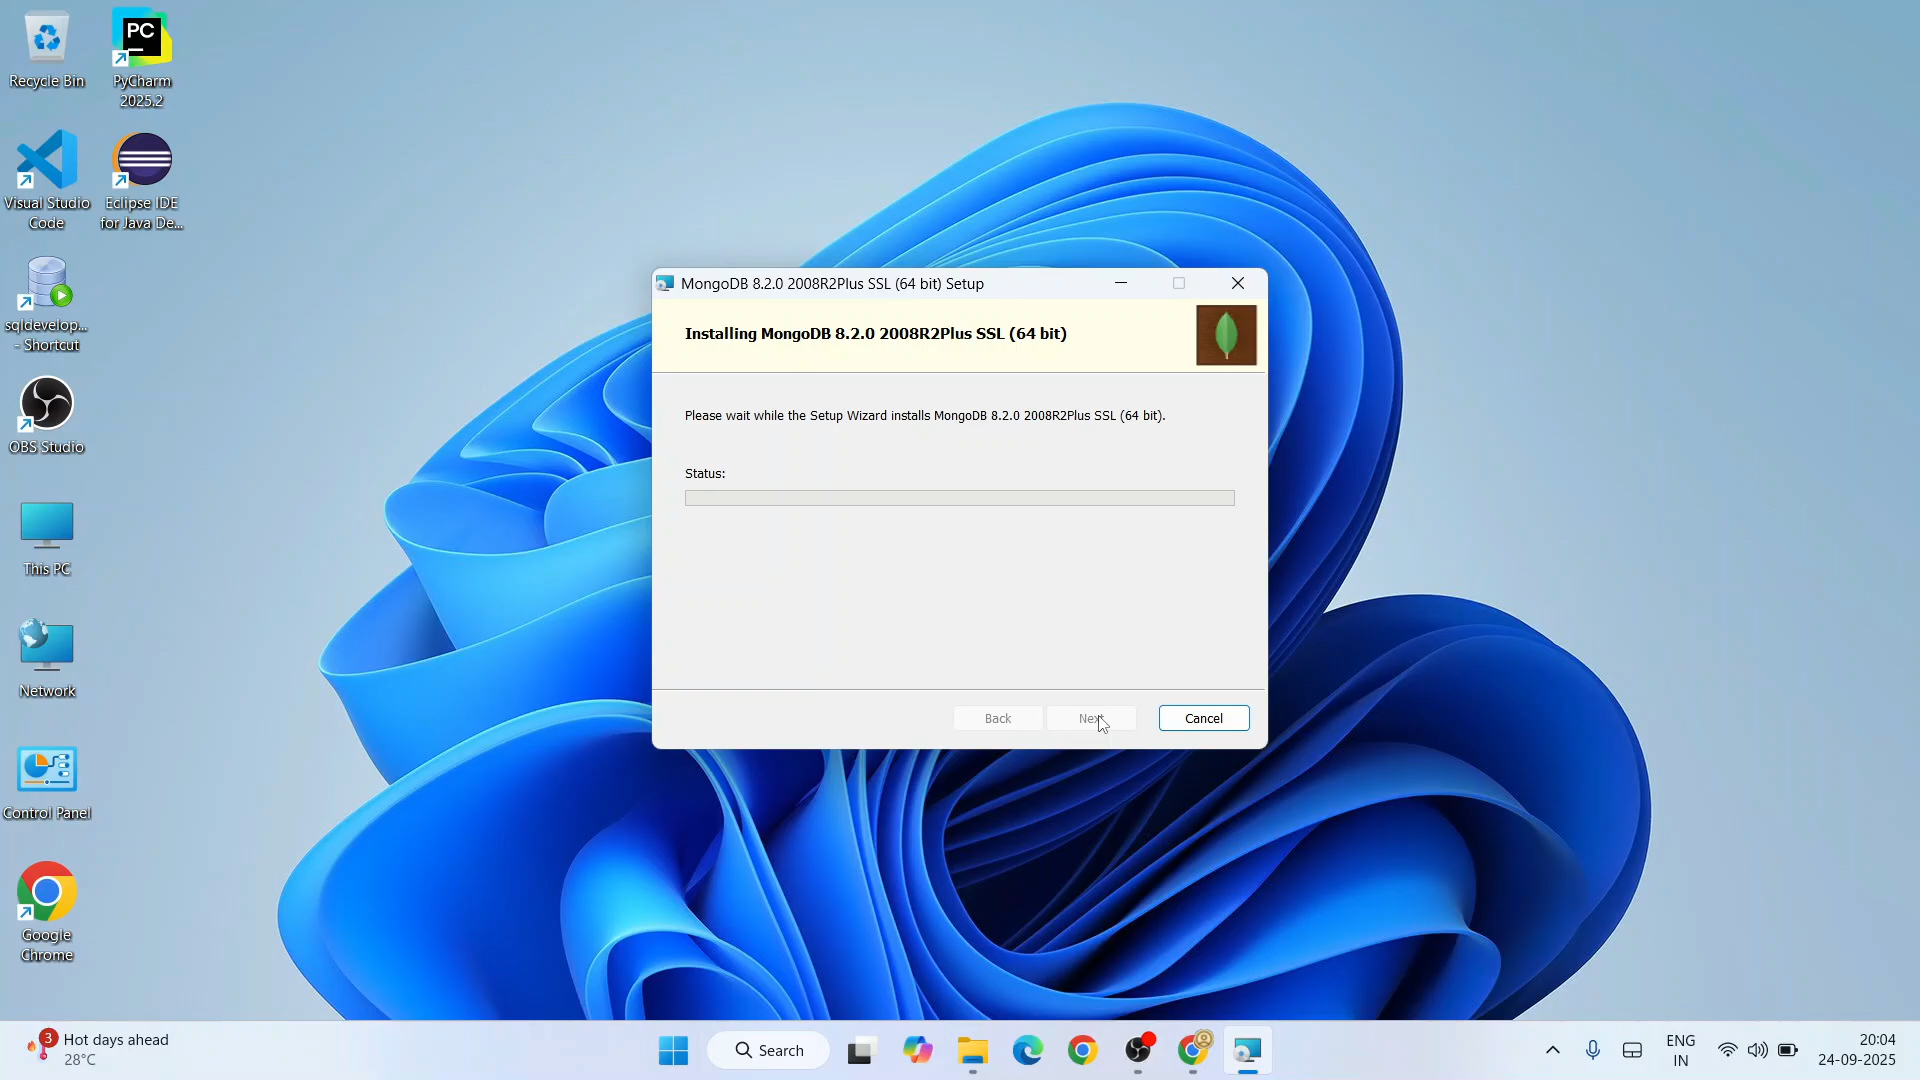 Recycle Bin
PC
PyCharm
2025.2
Visual Studio
Code
Eclipse IDE
for Java De...
sqldevelop...
- Shortcut
OBS Studio
This PC
Network
Control Panel
Google
Chrome
MongoDB 8.2.0 2008R2Plus SSL (64 bit) Setup
Installing MongoDB 8.2.0 2008R2Plus SSL (64 bit)
Please wait while the Setup Wizard installs MongoDB 8.2.0 2008R2Plus SSL (64 bit).
Status:
Back
Next
Cancel
3
Hot days ahead
28°C
Search
ENG
IN
20:04
24-09-2025